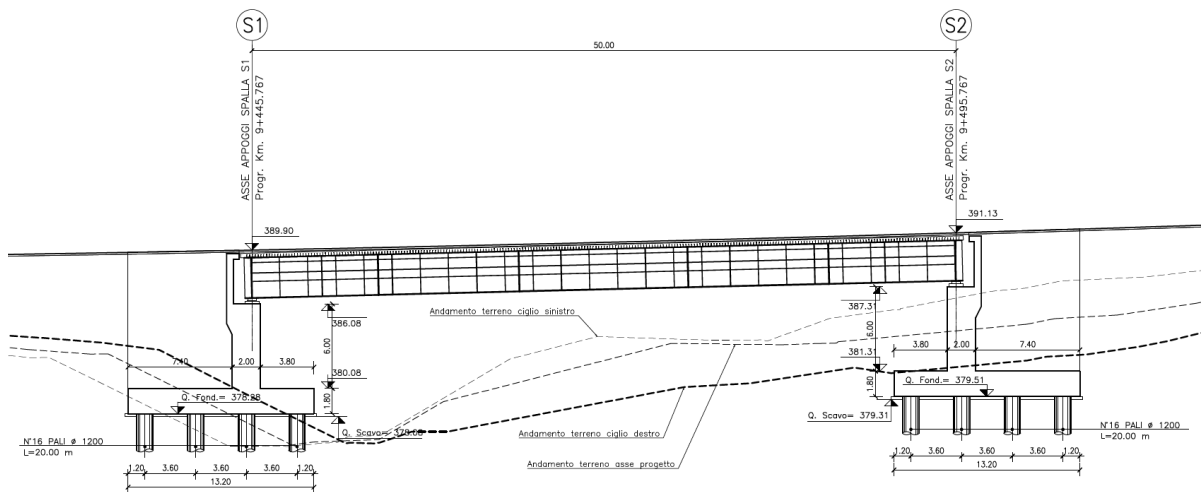 S1
S2
50.00
ASSE APPOGGI SPALLA S1
Progr. Km. 9+445.767
ASSE APPOGGI SPALLA S2
Progr. Km. 9+495.767
389.90
391.13
386.08
6.00
380.08
1.80
387.31
6.00
381.31
1.80
Andamento terreno ciglio sinistro
7.40
2.00
3.80
3.80
2.00
7.40
Q. Fond.= 378.28
Q. Fond.= 379.51
Q. Scavo= 378.08
Q. Scavo= 379.31
Andamento terreno ciglio destro
Andamento terreno asse progetto
N°16 PALI ø 1200
L=20.00 m
N°16 PALI ø 1200
L=20.00 m
1.20
3.60
3.60
3.60
1.20
13.20
1.20
3.60
3.60
3.60
1.20
13.20